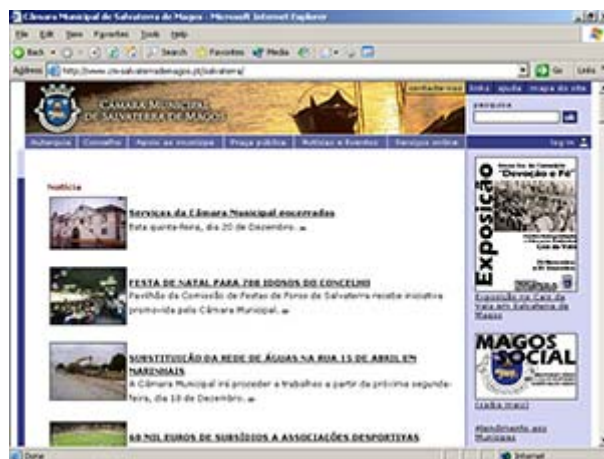 Câmara Municipal de Salvaterra de Magos - Microsoft Internet Explorer
File Edit View Favorites Tools Help
Back Search Favorites Media
Address http://www.cm-salvaterrademagos.pt/salvaterra/ Go Links
contacte-nos links ajuda mapa do site
CÂMARA MUNICIPAL
DE SALVATERRA DE MAGOS
pesquisa
ok
Autarquia Concelho Apoio ao munícipe Praça pública Notícias e Eventos Serviços online log in
Notícia
Serviços da Câmara Municipal encerrados
Esta quinta-feira, dia 20 de Dezembro.
FESTA DE NATAL PARA 700 IDOSOS DO CONCELHO
Pavilhão da Comissão de Festas de Foros de Salvaterra recebe iniciativa
promovida pela Câmara Municipal.
SUBSTITUIÇÃO DA REDE DE ÁGUAS NA RUA 15 DE ABRIL EM
MARINHAIS
A Câmara Municipal irá proceder a trabalhos a partir da próxima segunda-
feira, dia 18 de Dezembro.
60 MIL EUROS DE SUBSÍDIOS A ASSOCIAÇÕES DESPORTIVAS
Exposição
"Devoção e Fé"
Exposição no Cais da
Vala em Salvaterra de
Magos
MAGOS
SOCIAL
(saiba mais)
Atendimento aos
Munícipes
Done Internet